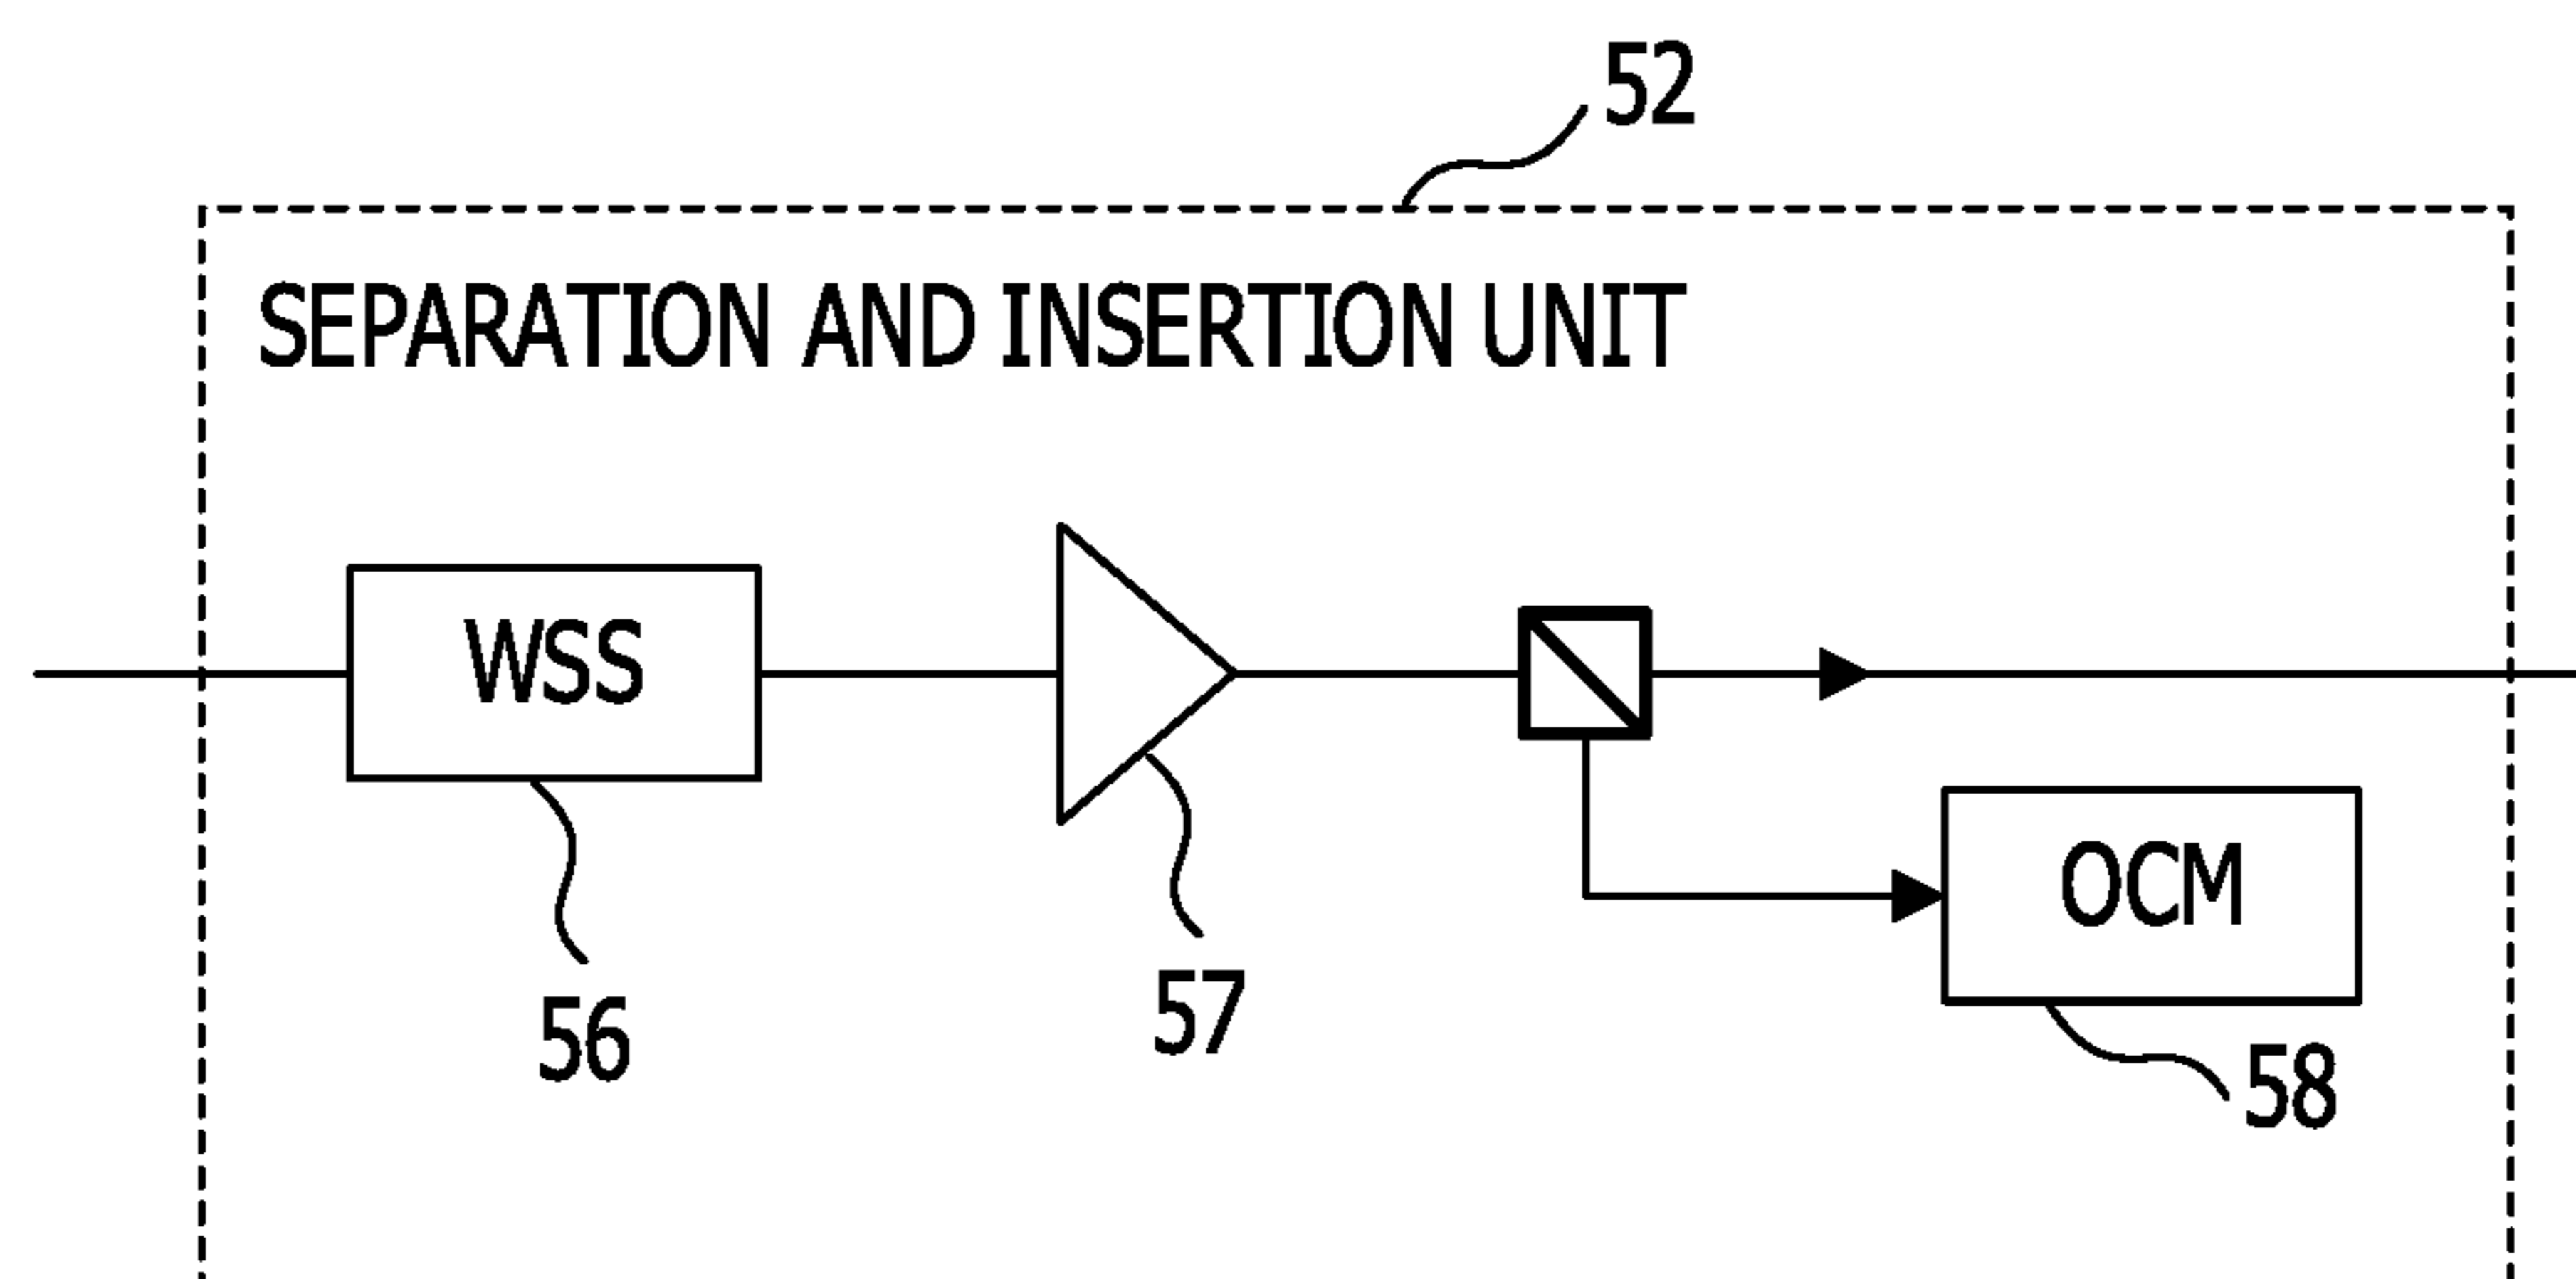 52
SEPARATION AND INSERTION UNIT
WSS
OCM
56
57
58